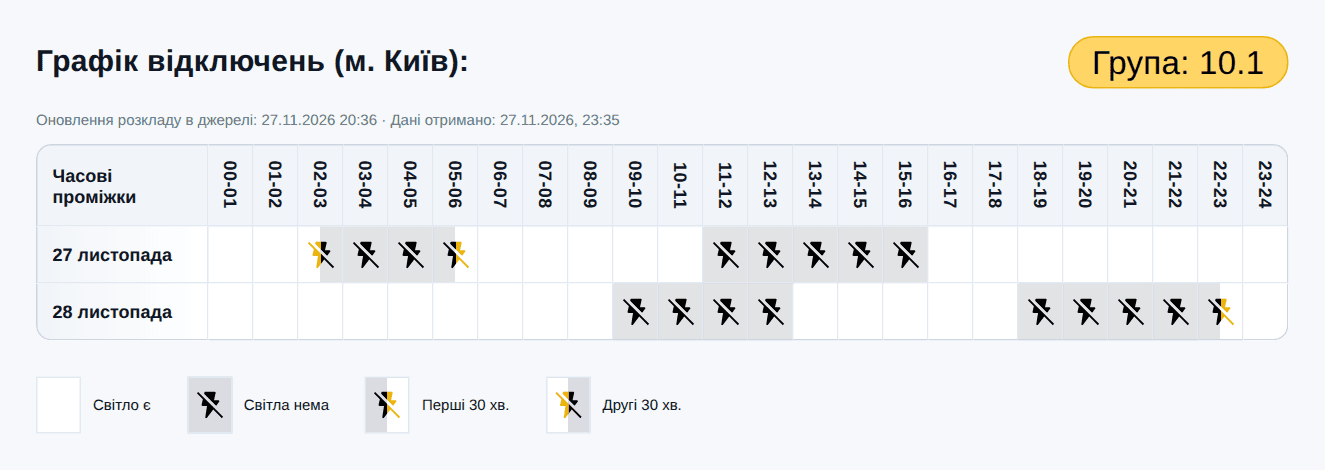 Графік відключень (м. Київ):
Група: 10.1
Оновлення розкладу в джерелі: 27.11.2026 20:36 · Дані отримано: 27.11.2026, 23:35
Часові
проміжки
00-01
01-02
02-03
03-04
04-05
05-06
06-07
07-08
08-09
09-10
10-11
11-12
12-13
13-14
14-15
15-16
16-17
17-18
18-19
19-20
20-21
21-22
22-23
23-24
27 листопада
28 листопада
Світло є
Світла нема
Перші 30 хв.
Другі 30 хв.